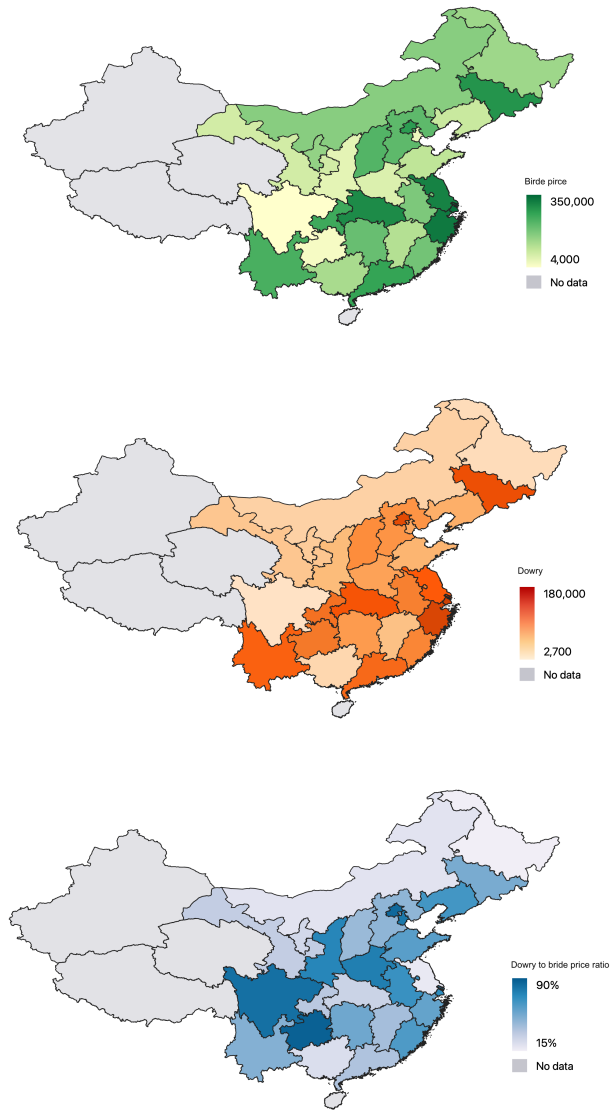 Birde pirce
350,000
4,000
No data
Dowry
180,000
2,700
No data
Dowry to bride price ratio
90%
15%
No data